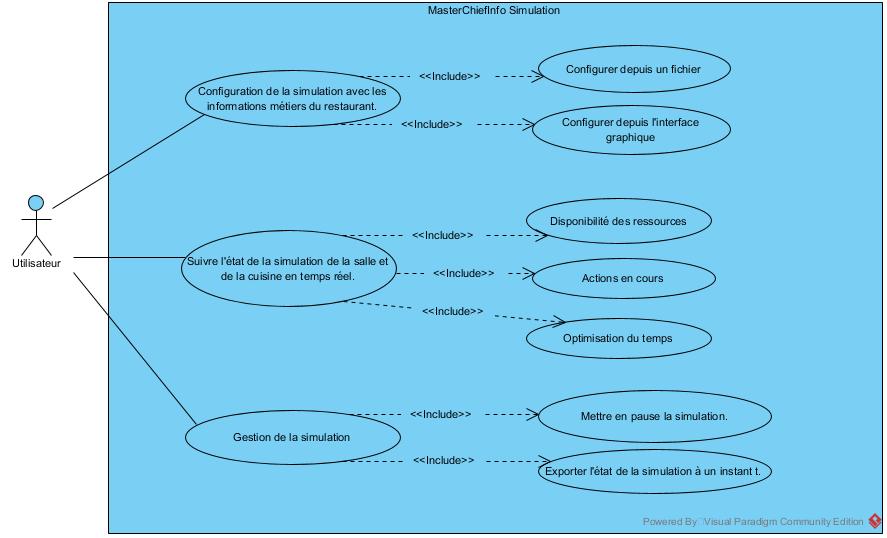 MasterChiefInfo Simulation
Configuration de la simulation avec les
informations métiers du restaurant.
<<Include>>
Configurer depuis un fichier
<<Include>>
Configurer depuis l'interface
graphique
Utilisateur
Suivre l'état de la simulation de la salle et
de la cuisine en temps réel.
<<Include>>
Disponibilité des ressources
<<Include>>
Actions en cours
<<Include>>
Optimisation du temps
Gestion de la simulation
<<Include>>
Mettre en pause la simulation.
<<Include>>
Exporter l'état de la simulation à un instant t.
Powered By Visual Paradigm Community Edition